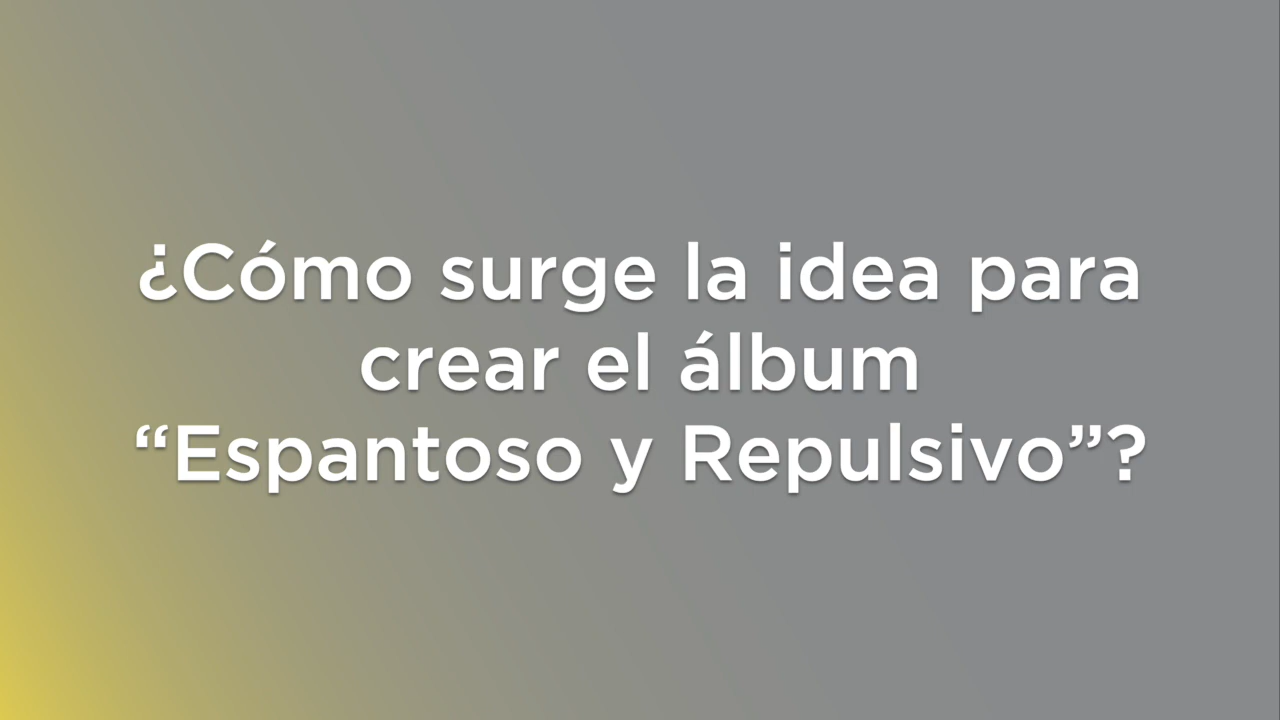 ¿Cómo surge la idea para
crear el álbum
“Espantoso y Repulsivo”?